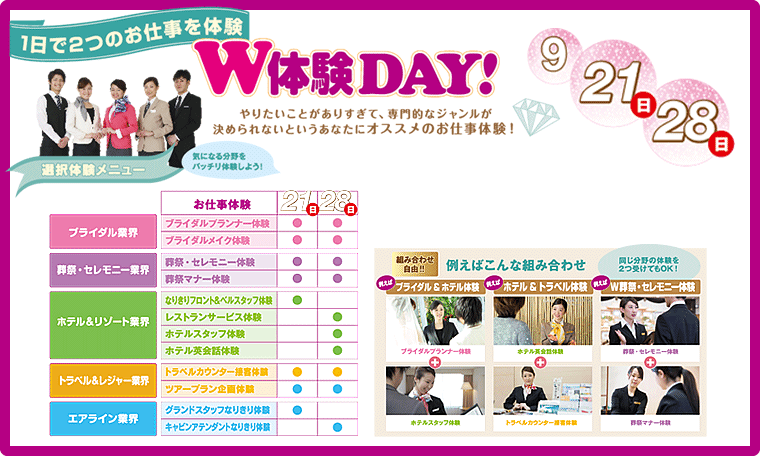 1日で2つのお仕事を体験
W体験DAY!
9
21日
28日
やりたいことがありすぎて、専門的なジャンルが
決められないというあなたにオススメのお仕事体験！
選択体験メニュー
気になる分野を
バッチリ体験しよう！
お仕事体験 21日 28日
ブライダル業界
ブライダルプランナー体験
ブライダルメイク体験
葬祭・セレモニー業界
葬祭・セレモニー体験
葬祭マナー体験
ホテル&リゾート業界
なりきりフロント&ベルスタッフ体験
レストランサービス体験
ホテルスタッフ体験
ホテル英会話体験
トラベル&レジャー業界
トラベルカウンター接客体験
ツアープラン企画体験
エアライン業界
グランドスタッフなりきり体験
キャビンアテンダントなりきり体験
組み合わせ
自由!!
例えばこんな組み合わせ
同じ分野の体験を
2つ受けてもOK！
例えば ブライダル&ホテル体験
例えば ホテル&トラベル体験
例えば W葬祭・セレモニー体験
ブライダルプランナー体験
ホテル英会話体験
葬祭・セレモニー体験
+
+
+
ホテルスタッフ体験
トラベルカウンター接客体験
葬祭マナー体験